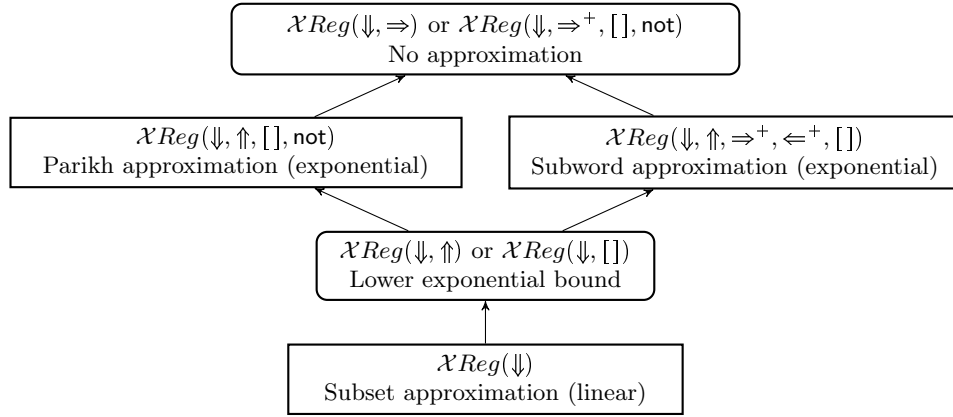 𝒳Reg(⇓, ⇒) or 𝒳Reg(⇓, ⇒⁺, [ ], not)
No approximation
𝒳Reg(⇓, ⇑, [ ], not)
Parikh approximation (exponential)
𝒳Reg(⇓, ⇑, ⇒⁺, ⇐⁺, [ ])
Subword approximation (exponential)
𝒳Reg(⇓, ⇑) or 𝒳Reg(⇓, [ ])
Lower exponential bound
𝒳Reg(⇓)
Subset approximation (linear)